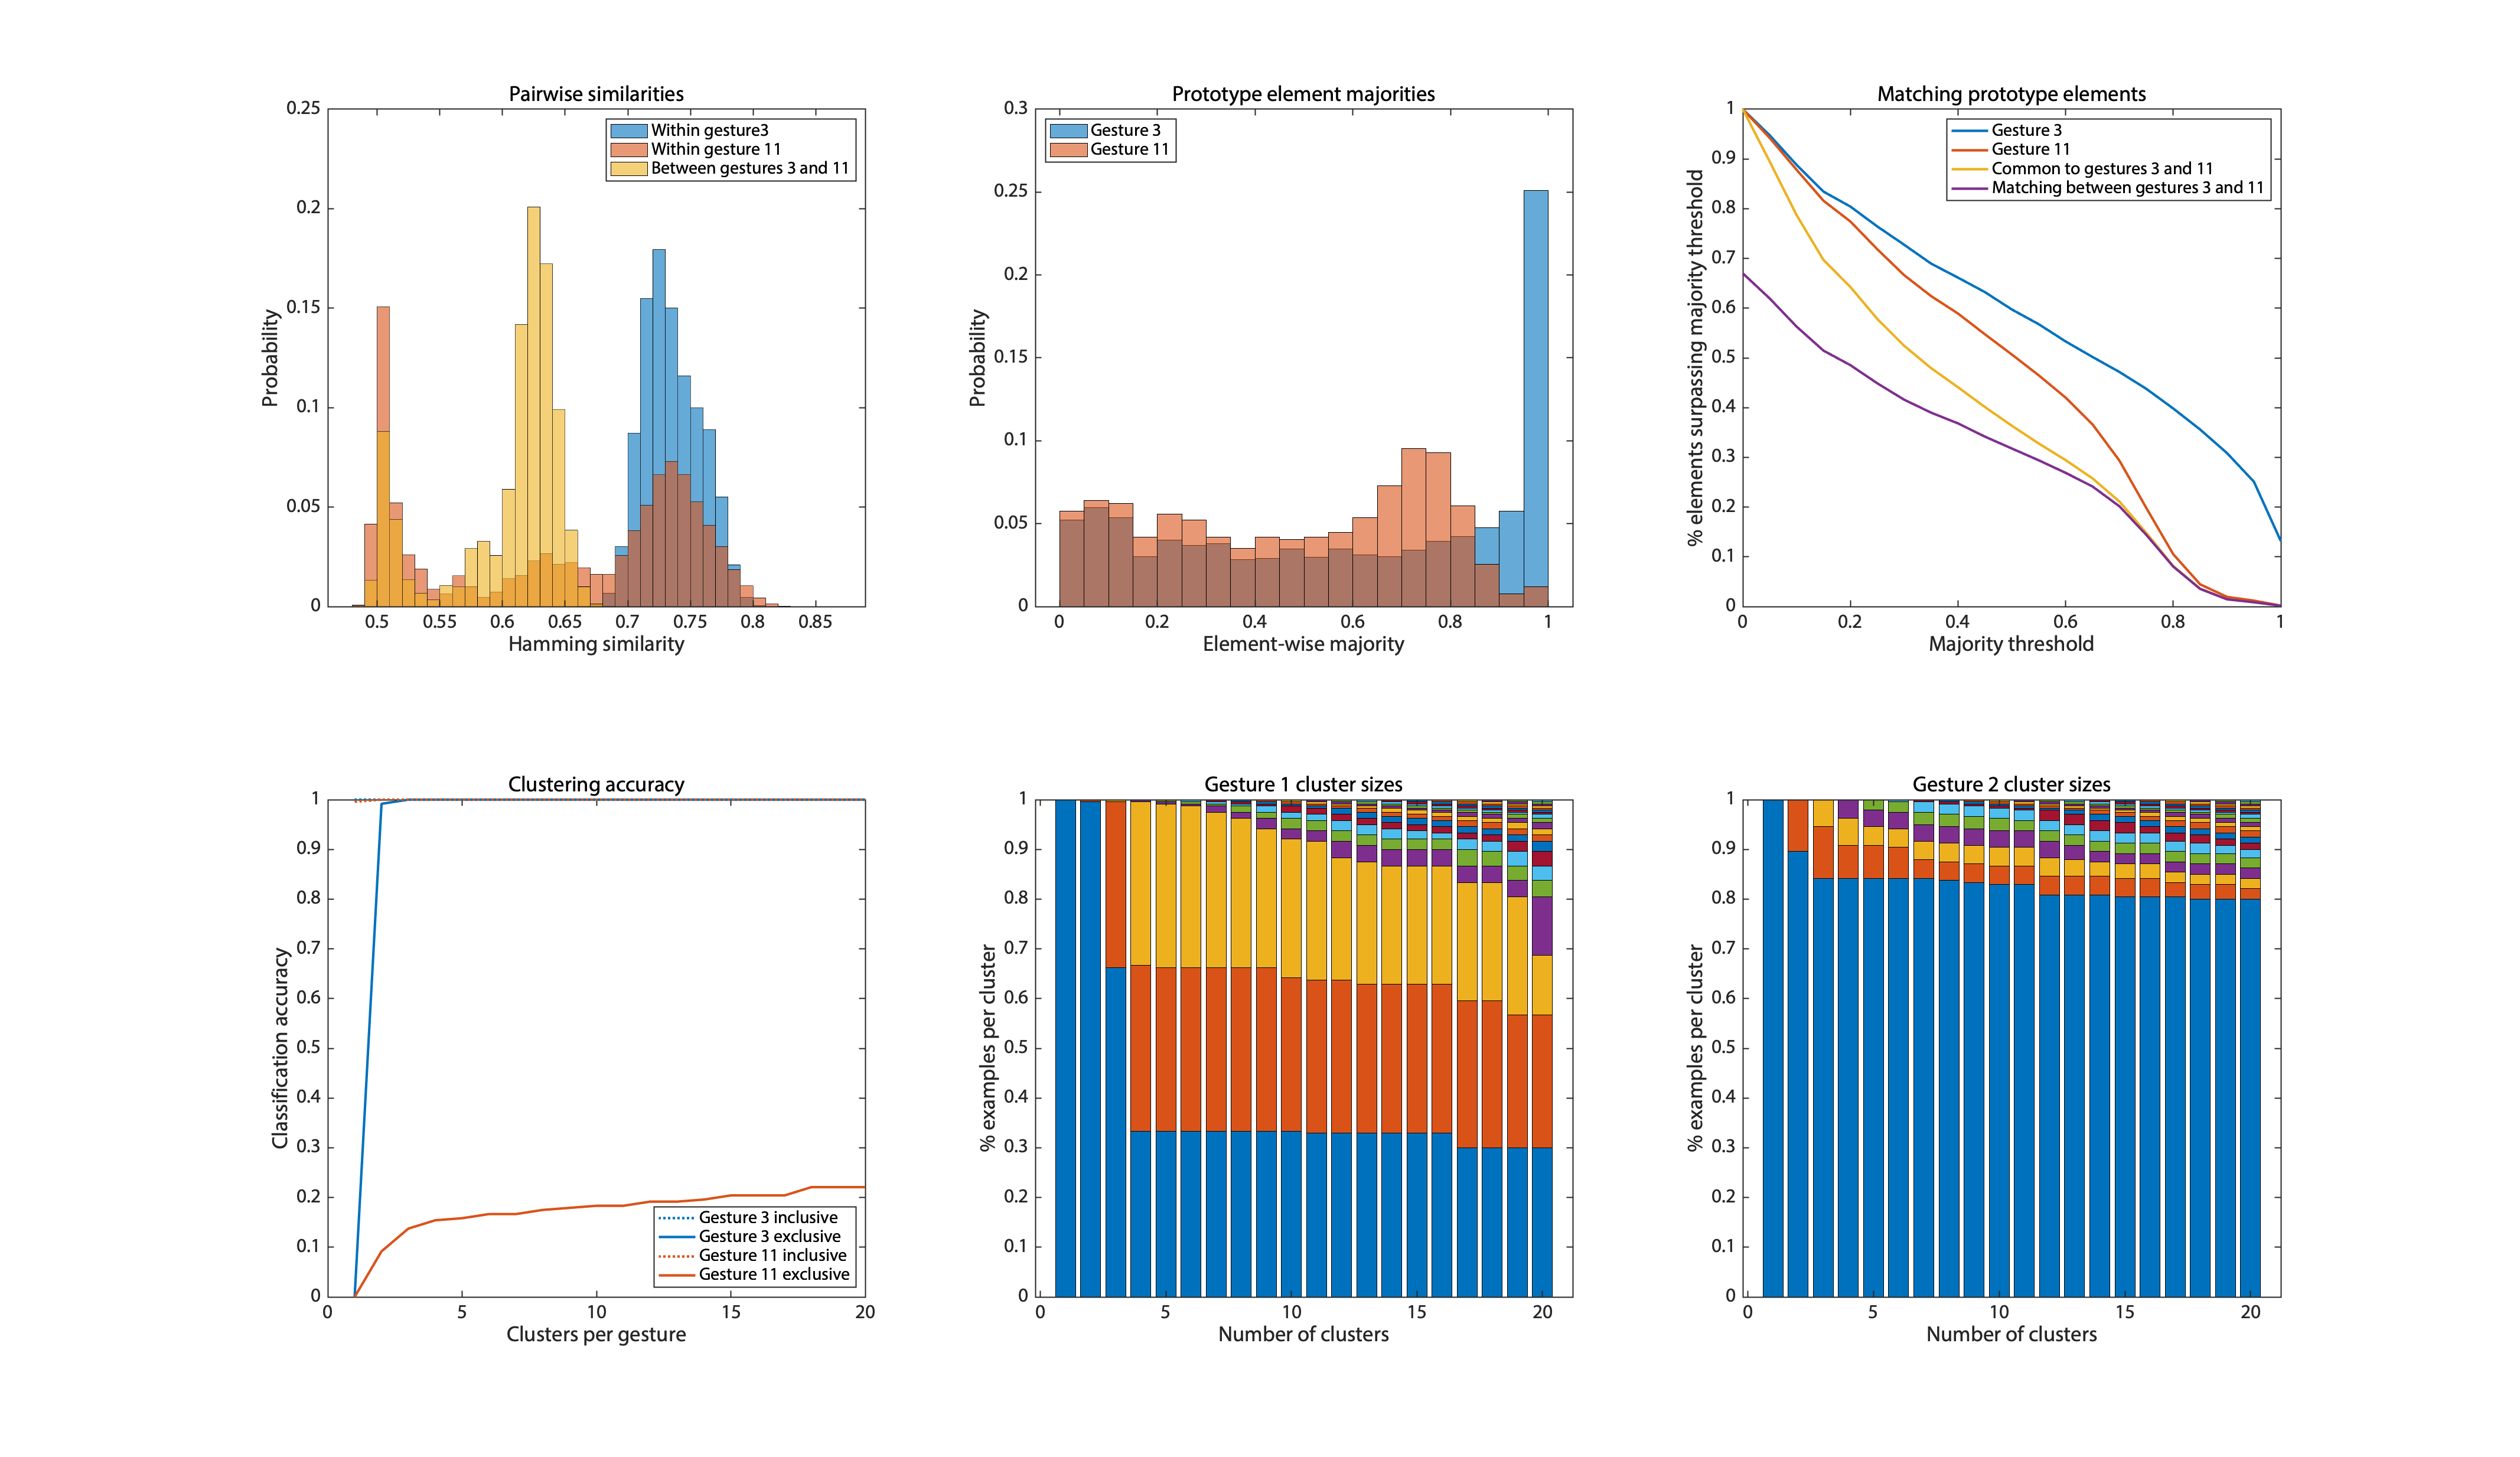 Pairwise similarities
0.25
0.2
0.15
0.1
0.05
0
Probability
Within gesture3
Within gesture 11
Between gestures 3 and 11
0.5 0.55 0.6 0.65 0.7 0.75 0.8 0.85
Hamming similarity
Prototype element majorities
0.3
0.25
0.2
0.15
0.1
0.05
0
Probability
Gesture 3
Gesture 11
0 0.2 0.4 0.6 0.8 1
Element-wise majority
Matching prototype elements
1
0.9
0.8
0.7
0.6
0.5
0.4
0.3
0.2
0.1
0
% elements surpassing majority threshold
Gesture 3
Gesture 11
Common to gestures 3 and 11
Matching between gestures 3 and 11
0 0.2 0.4 0.6 0.8 1
Majority threshold
Clustering accuracy
1
0.9
0.8
0.7
0.6
0.5
0.4
0.3
0.2
0.1
0
Classification accuracy
Gesture 3 inclusive
Gesture 3 exclusive
Gesture 11 inclusive
Gesture 11 exclusive
0 5 10 15 20
Clusters per gesture
Gesture 1 cluster sizes
1
0.9
0.8
0.7
0.6
0.5
0.4
0.3
0.2
0.1
0
% examples per cluster
0 5 10 15 20
Number of clusters
Gesture 2 cluster sizes
1
0.9
0.8
0.7
0.6
0.5
0.4
0.3
0.2
0.1
0
% examples per cluster
0 5 10 15 20
Number of clusters